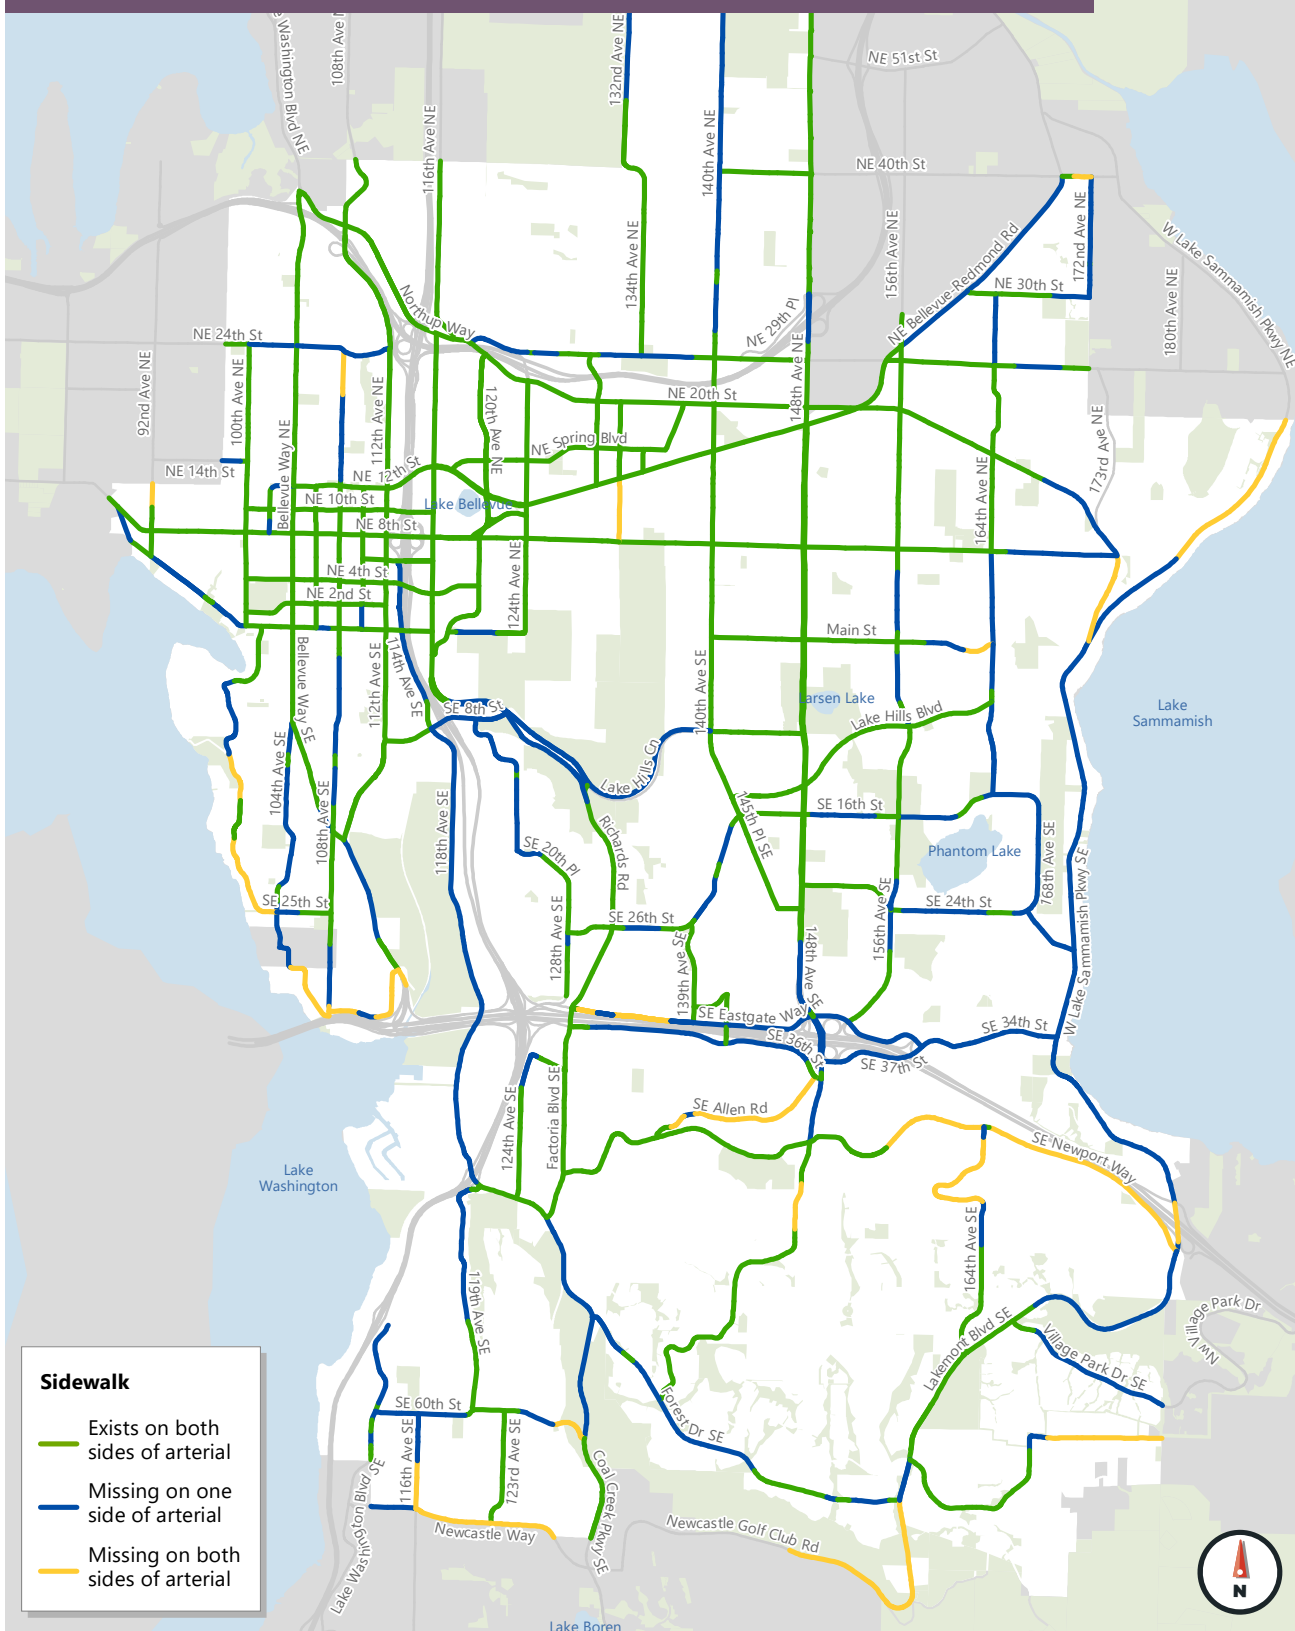 e Washington Blvd NE
108th Ave N
132nd Ave NE
NE 51st St
116th Ave NE
140th Ave NE
NE 40th St
134th Ave NE
156th Ave NE
NE Bellevue-Redmond Rd
172nd Ave NE
W Lake Sammamish Pkwy NE
180th Ave NE
NE 30th St
Northup Way
NE 29th Pl
NE 24th St
148th Ave NE
92nd Ave NE
100th Ave NE
112th Ave NE
120th Ave NE
NE 20th St
173rd Ave NE
Bellevue Way NE
NE Spring Blvd
NE 14th St
NE 12th St
164th Ave NE
NE 10th St
Lake Bellevue
NE 8th St
124th Ave NE
NE 4th St
NE 2nd St
Main St
Bellevue Way SE
112th Ave SE
114th Ave SE
140th Ave SE
SE 8th St
Larsen Lake
Lake Hills Blvd
Lake
Sammamish
104th Ave SE
108th Ave SE
118th Ave SE
Lake Hills Cn
145th Pl SE
SE 16th St
Richards Rd
SE 20th Pl
Phantom Lake
168th Ave SE
W Lake Sammamish Pkwy SE
SE 25th St
128th Ave SE
SE 26th St
139th Ave SE
148th Ave SE
156th Ave SE
SE 24th St
SE Eastgate Way
SE 36th St
SE 34th St
SE 37th St
124th Ave SE
Factoria Blvd SE
SE Allen Rd
SE Newport Way
Lake
Washington
164th Ave SE
119th Ave SE
Lakemont Blvd SE
Village Park Dr SE
NW Village Park Dr
Forest Dr SE
SE 60th St
116th Ave SE
123rd Ave SE
Coal Creek Pkwy SE
Lake Washington Blvd SE
Newcastle Way
Newcastle Golf Club Rd
Lake Boren
Sidewalk
Exists on both
sides of arterial
Missing on one
side of arterial
Missing on both
sides of arterial
N